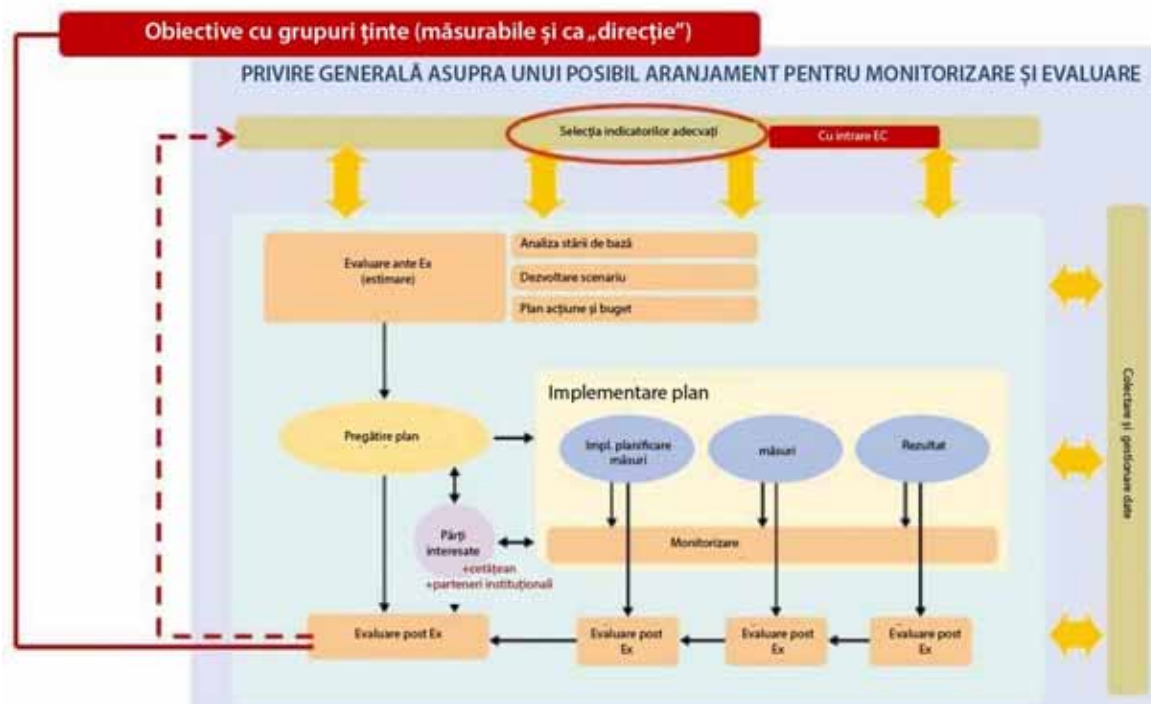 Obiective cu grupuri ținte (măsurabile și ca „direcție”)
PRIVIRE GENERALĂ ASUPRA UNUI POSIBIL ARANJAMENT PENTRU MONITORIZARE ȘI EVALUARE
Selecția indicatorilor adecvați
Cu intrare EC
Evaluare ante Ex
(estimare)
Analiza stării de bază
Dezvoltare scenariu
Plan acțiune și buget
Colectare și gestionare date
Implementare plan
Pregătire plan
Impl. planificare
măsuri
măsuri
Rezultat
Părți
interesate
+cetățean
+parteneri instituționali
Monitorizare
Evaluare post Ex
Evaluare post
Ex
Evaluare post
Ex
Evaluare post
Ex